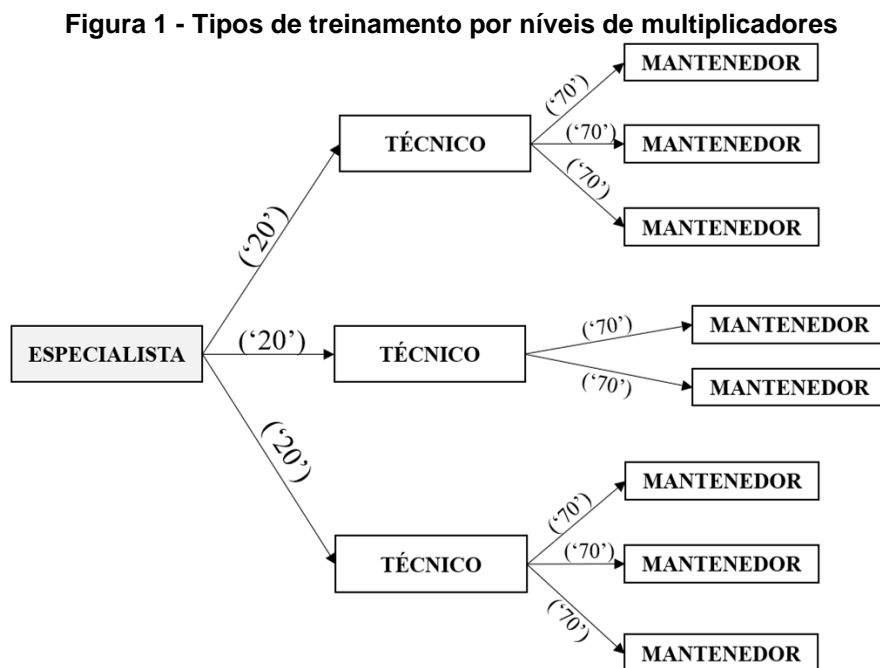 Figura 1 - Tipos de treinamento por níveis de multiplicadores
MANTENEDOR
(‘70’)
TÉCNICO
(‘70’)
MANTENEDOR
(‘70’)
MANTENEDOR
(‘20’)
ESPECIALISTA
(‘20’)
TÉCNICO
(‘70’)
MANTENEDOR
(‘70’)
MANTENEDOR
(‘20’)
TÉCNICO
(‘70’)
MANTENEDOR
(‘70’)
MANTENEDOR
(‘70’)
MANTENEDOR